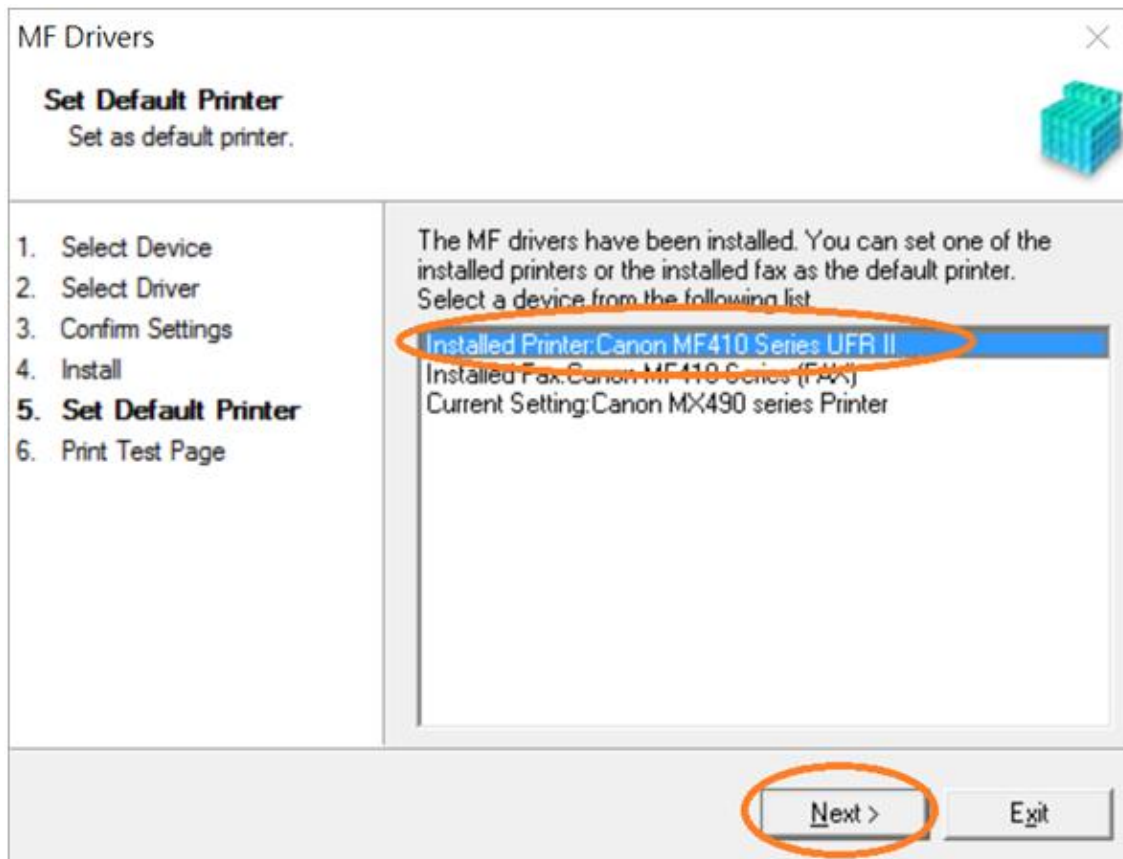 MF Drivers
Set Default Printer
Set as default printer.
1. Select Device
2. Select Driver
3. Confirm Settings
4. Install
5. Set Default Printer
6. Print Test Page
The MF drivers have been installed. You can set one of the
installed printers or the installed fax as the default printer.
Select a device from the following list.
Installed Printer:Canon MF410 Series UFR II
Installed Fax:Canon MF410 Series (FAX)
Current Setting:Canon MX490 series Printer
Next >
Exit